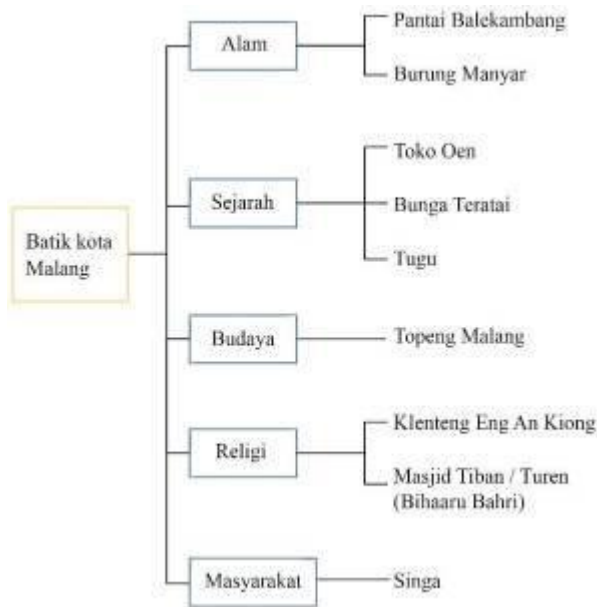 Alam
Pantai Balekambang
Burung Manyar
Sejarah
Toko Oen
Bunga Teratai
Tugu
Batik kota
Malang
Budaya
Topeng Malang
Religi
Klenteng Eng An Kiong
Masjid Tiban / Turen
(Bihaaru Bahri)
Masyarakat
Singa